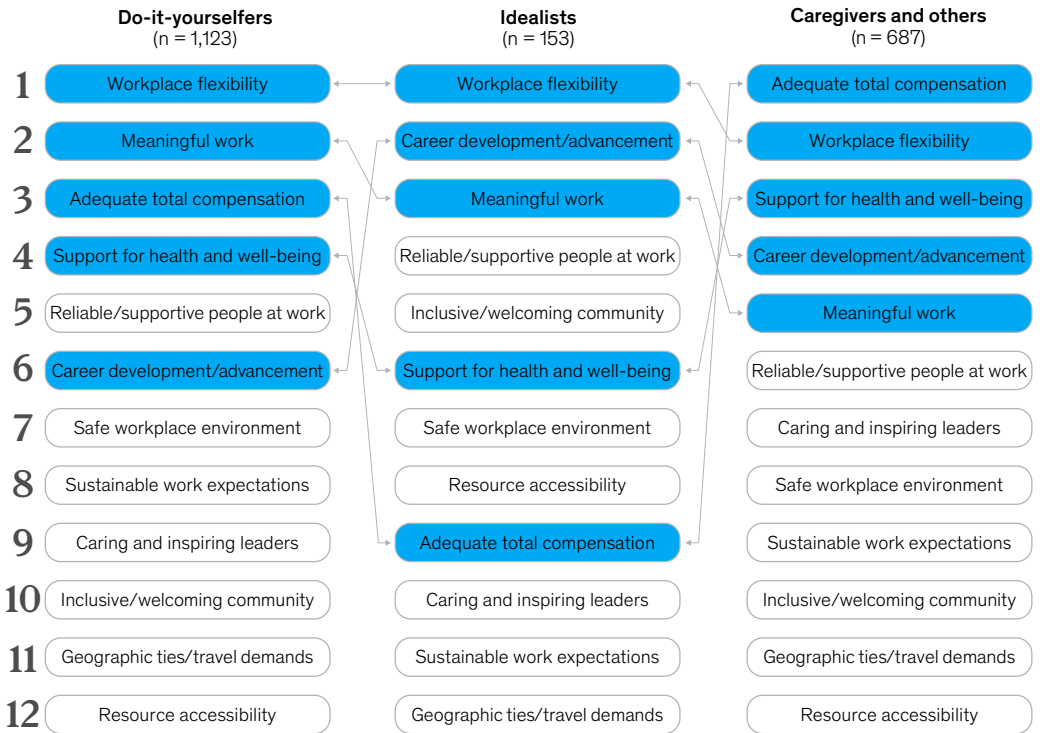 Do-it-yourselfers Idealists Caregivers and others
(n = 1,123) (n = 153) (n = 687)
1 Workplace flexibility Workplace flexibility Adequate total compensation
2 Meaningful work Career development/advancement Workplace flexibility
3 Adequate total compensation Meaningful work Support for health and well-being
4 Support for health and well-being Reliable/supportive people at work Career development/advancement
5 Reliable/supportive people at work Inclusive/welcoming community Meaningful work
6 Career development/advancement Support for health and well-being Reliable/supportive people at work
7 Safe workplace environment Safe workplace environment Caring and inspiring leaders
8 Sustainable work expectations Resource accessibility Safe workplace environment
9 Caring and inspiring leaders Adequate total compensation Sustainable work expectations
10 Inclusive/welcoming community Caring and inspiring leaders Inclusive/welcoming community
11 Geographic ties/travel demands Sustainable work expectations Geographic ties/travel demands
12 Resource accessibility Geographic ties/travel demands Resource accessibility